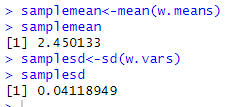 > samplemean<-mean(w.means)
> samplemean
[1] 2.450133
> samplesd<-sd(w.vars)
> samplesd
[1] 0.04118949
>